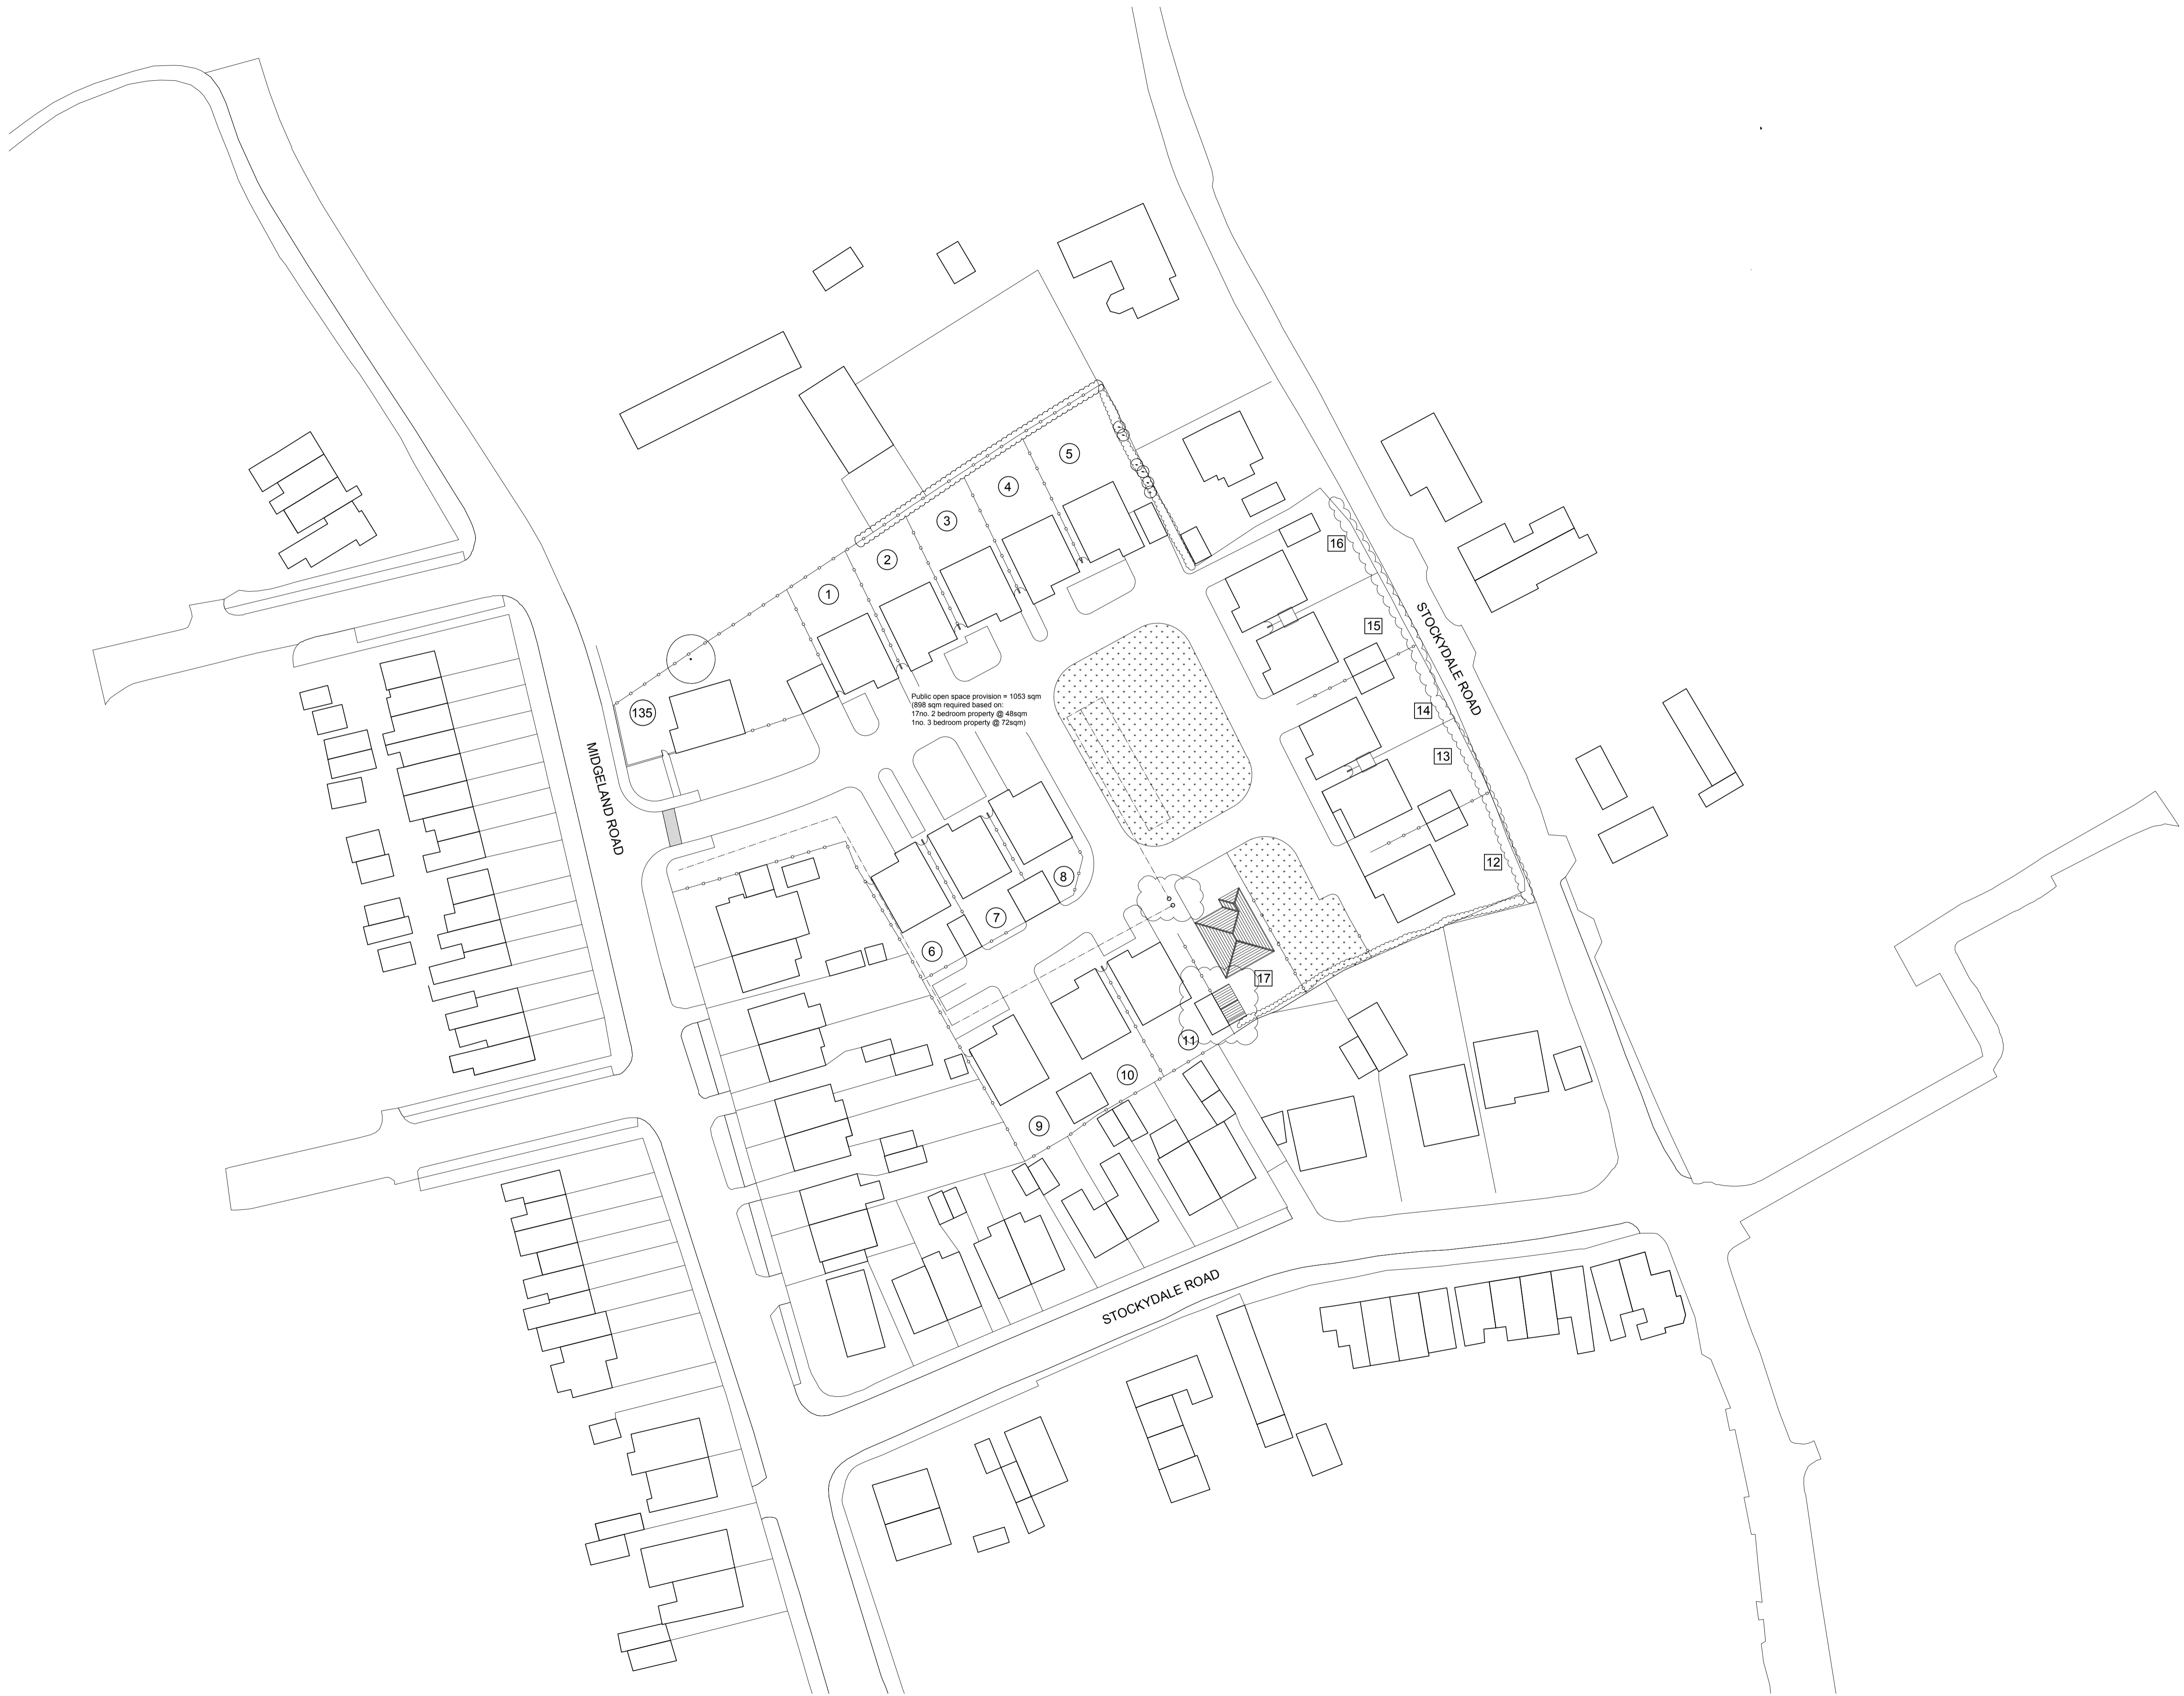 5
4
3
16
2
1
15
STOCKYDALE ROAD
135
Public open space provision = 1053 sqm
(898 sqm required based on:
17no. 2 bedroom property @ 48sqm
1no. 3 bedroom property @ 72sqm)
14
MIDGELAND ROAD
13
12
8
7
6
17
11
10
9
STOCKYDALE ROAD